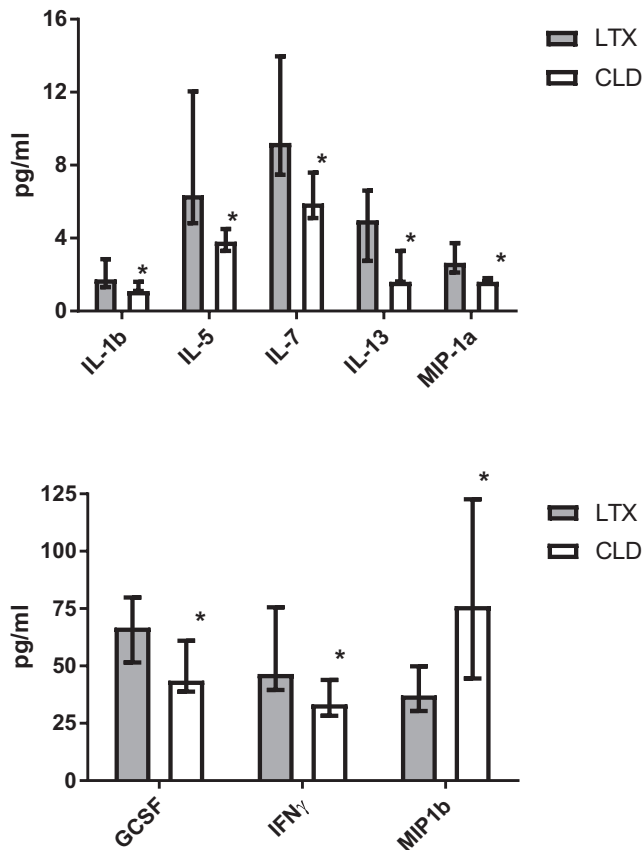 16
12
8
4
0
pg/ml
LTX
CLD
*
*
*
*
*
IL-1b
IL-5
IL-7
IL-13
MIP-1a
125
100
75
50
25
0
pg/ml
LTX
CLD
*
*
*
GCSF
IFNγ
MIP1b